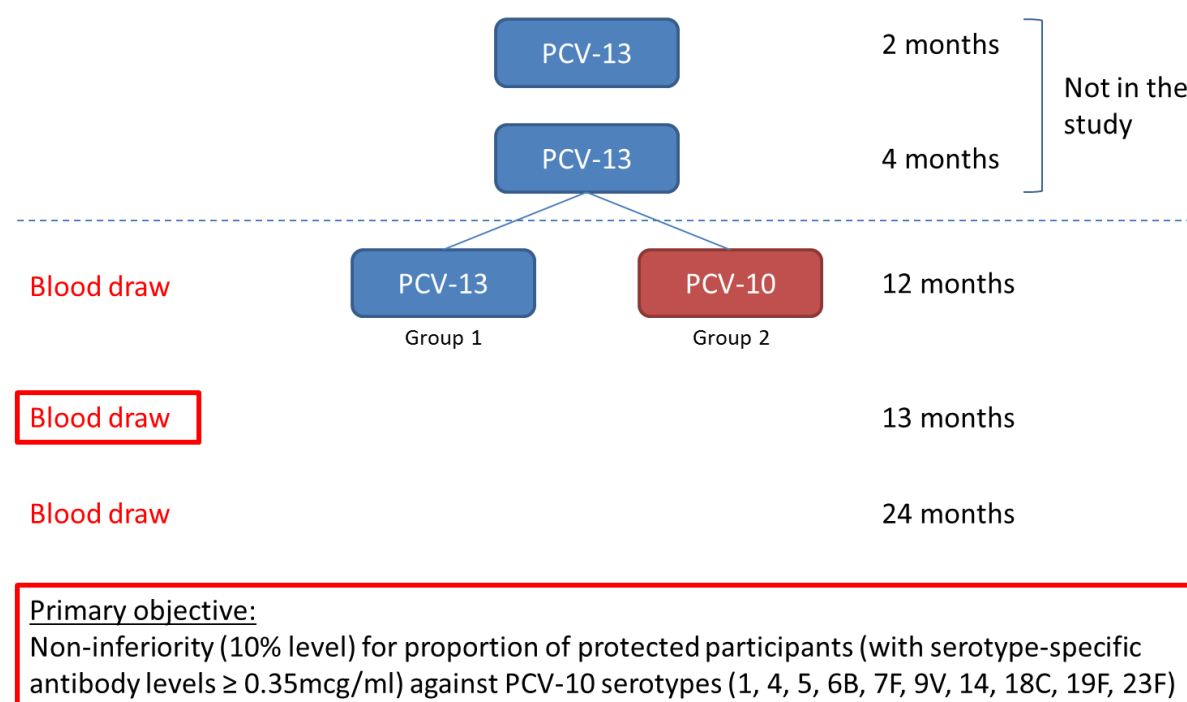 PCV-13
2 months
Not in the
study
PCV-13
4 months
Blood draw
PCV-13
PCV-10
12 months
Group 1
Group 2
Blood draw
13 months
Blood draw
24 months
Primary objective:
Non-inferiority (10% level) for proportion of protected participants (with serotype-specific
antibody levels ≥ 0.35mcg/ml) against PCV-10 serotypes (1, 4, 5, 6B, 7F, 9V, 14, 18C, 19F, 23F)